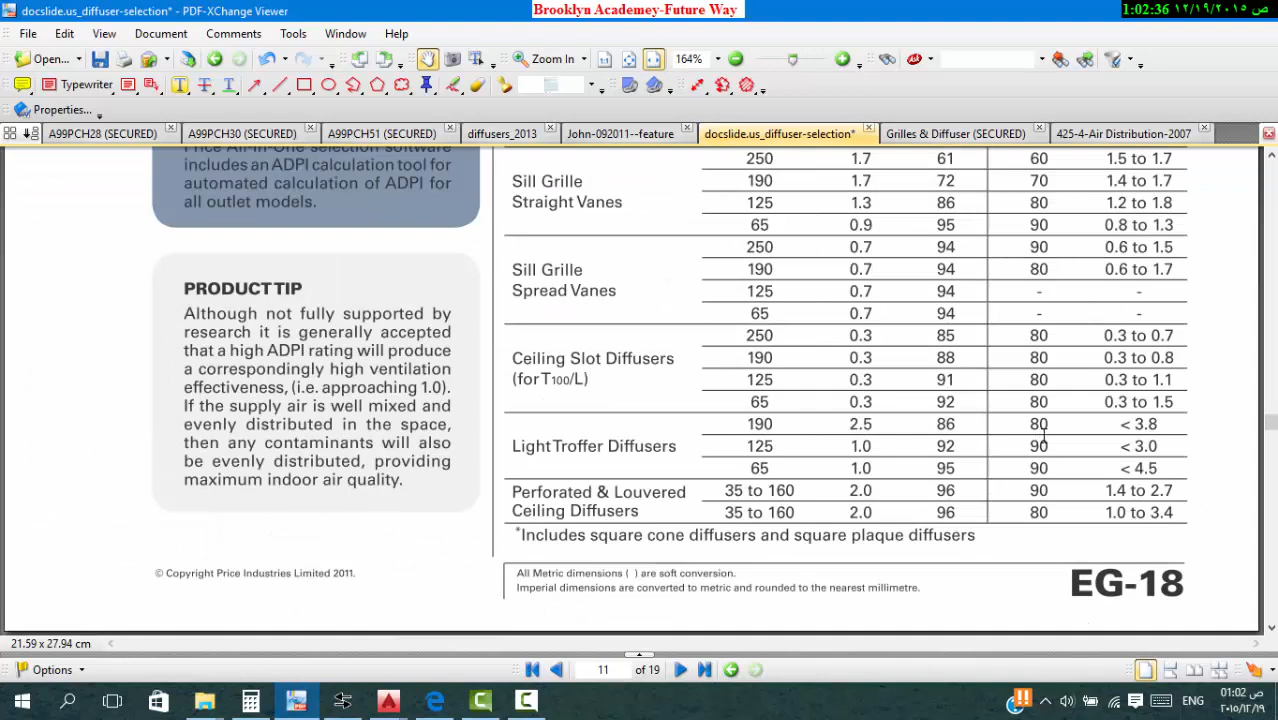 docslide.us_diffuser-selection* - PDF-XChange Viewer
Brooklyn Academey-Future Way
1:02:36 ١٢/١٩/٢٠١٥ ص
File Edit View Document Comments Tools Window Help
Open... Zoom In 164%
Typewriter
Properties...
A99PCH28 (SECURED) A99PCH30 (SECURED) A99PCH51 (SECURED) diffusers_2013 John-092011--feature docslide.us_diffuser-selection* Grilles & Diffuser (SECURED) 425-4-Air Distribution-2007
Price All-In-One selection software
includes an ADPI calculation tool for
automated calculation of ADPI for
all outlet models.
PRODUCT TIP
Although not fully supported by
research it is generally accepted
that a high ADPI rating will produce
a correspondingly high ventilation
effectiveness, (i.e. approaching 1.0).
If the supply air is well mixed and
evenly distributed in the space,
then any contaminants will also
be evenly distributed, providing
maximum indoor air quality.
Sill Grille
Straight Vanes
250 1.7 61 60 1.5 to 1.7
190 1.7 72 70 1.4 to 1.7
125 1.3 86 80 1.2 to 1.8
65 0.9 95 90 0.8 to 1.3
Sill Grille
Spread Vanes
250 0.7 94 90 0.6 to 1.5
190 0.7 94 80 0.6 to 1.7
125 0.7 94 - -
65 0.7 94 - -
Ceiling Slot Diffusers
(for T100/L)
250 0.3 85 80 0.3 to 0.7
190 0.3 88 80 0.3 to 0.8
125 0.3 91 80 0.3 to 1.1
65 0.3 92 80 0.3 to 1.5
Light Troffer Diffusers
190 2.5 86 80 < 3.8
125 1.0 92 90 < 3.0
65 1.0 95 90 < 4.5
Perforated & Louvered
Ceiling Diffusers
35 to 160 2.0 96 90 1.4 to 2.7
35 to 160 2.0 96 80 1.0 to 3.4
*Includes square cone diffusers and square plaque diffusers
© Copyright Price Industries Limited 2011.
All Metric dimensions ( ) are soft conversion.
Imperial dimensions are converted to metric and rounded to the nearest millimetre.
EG-18
21.59 x 27.94 cm
Options 11 of 19
ENG
01:02 ص
٢٠١٥/١٢/١٩